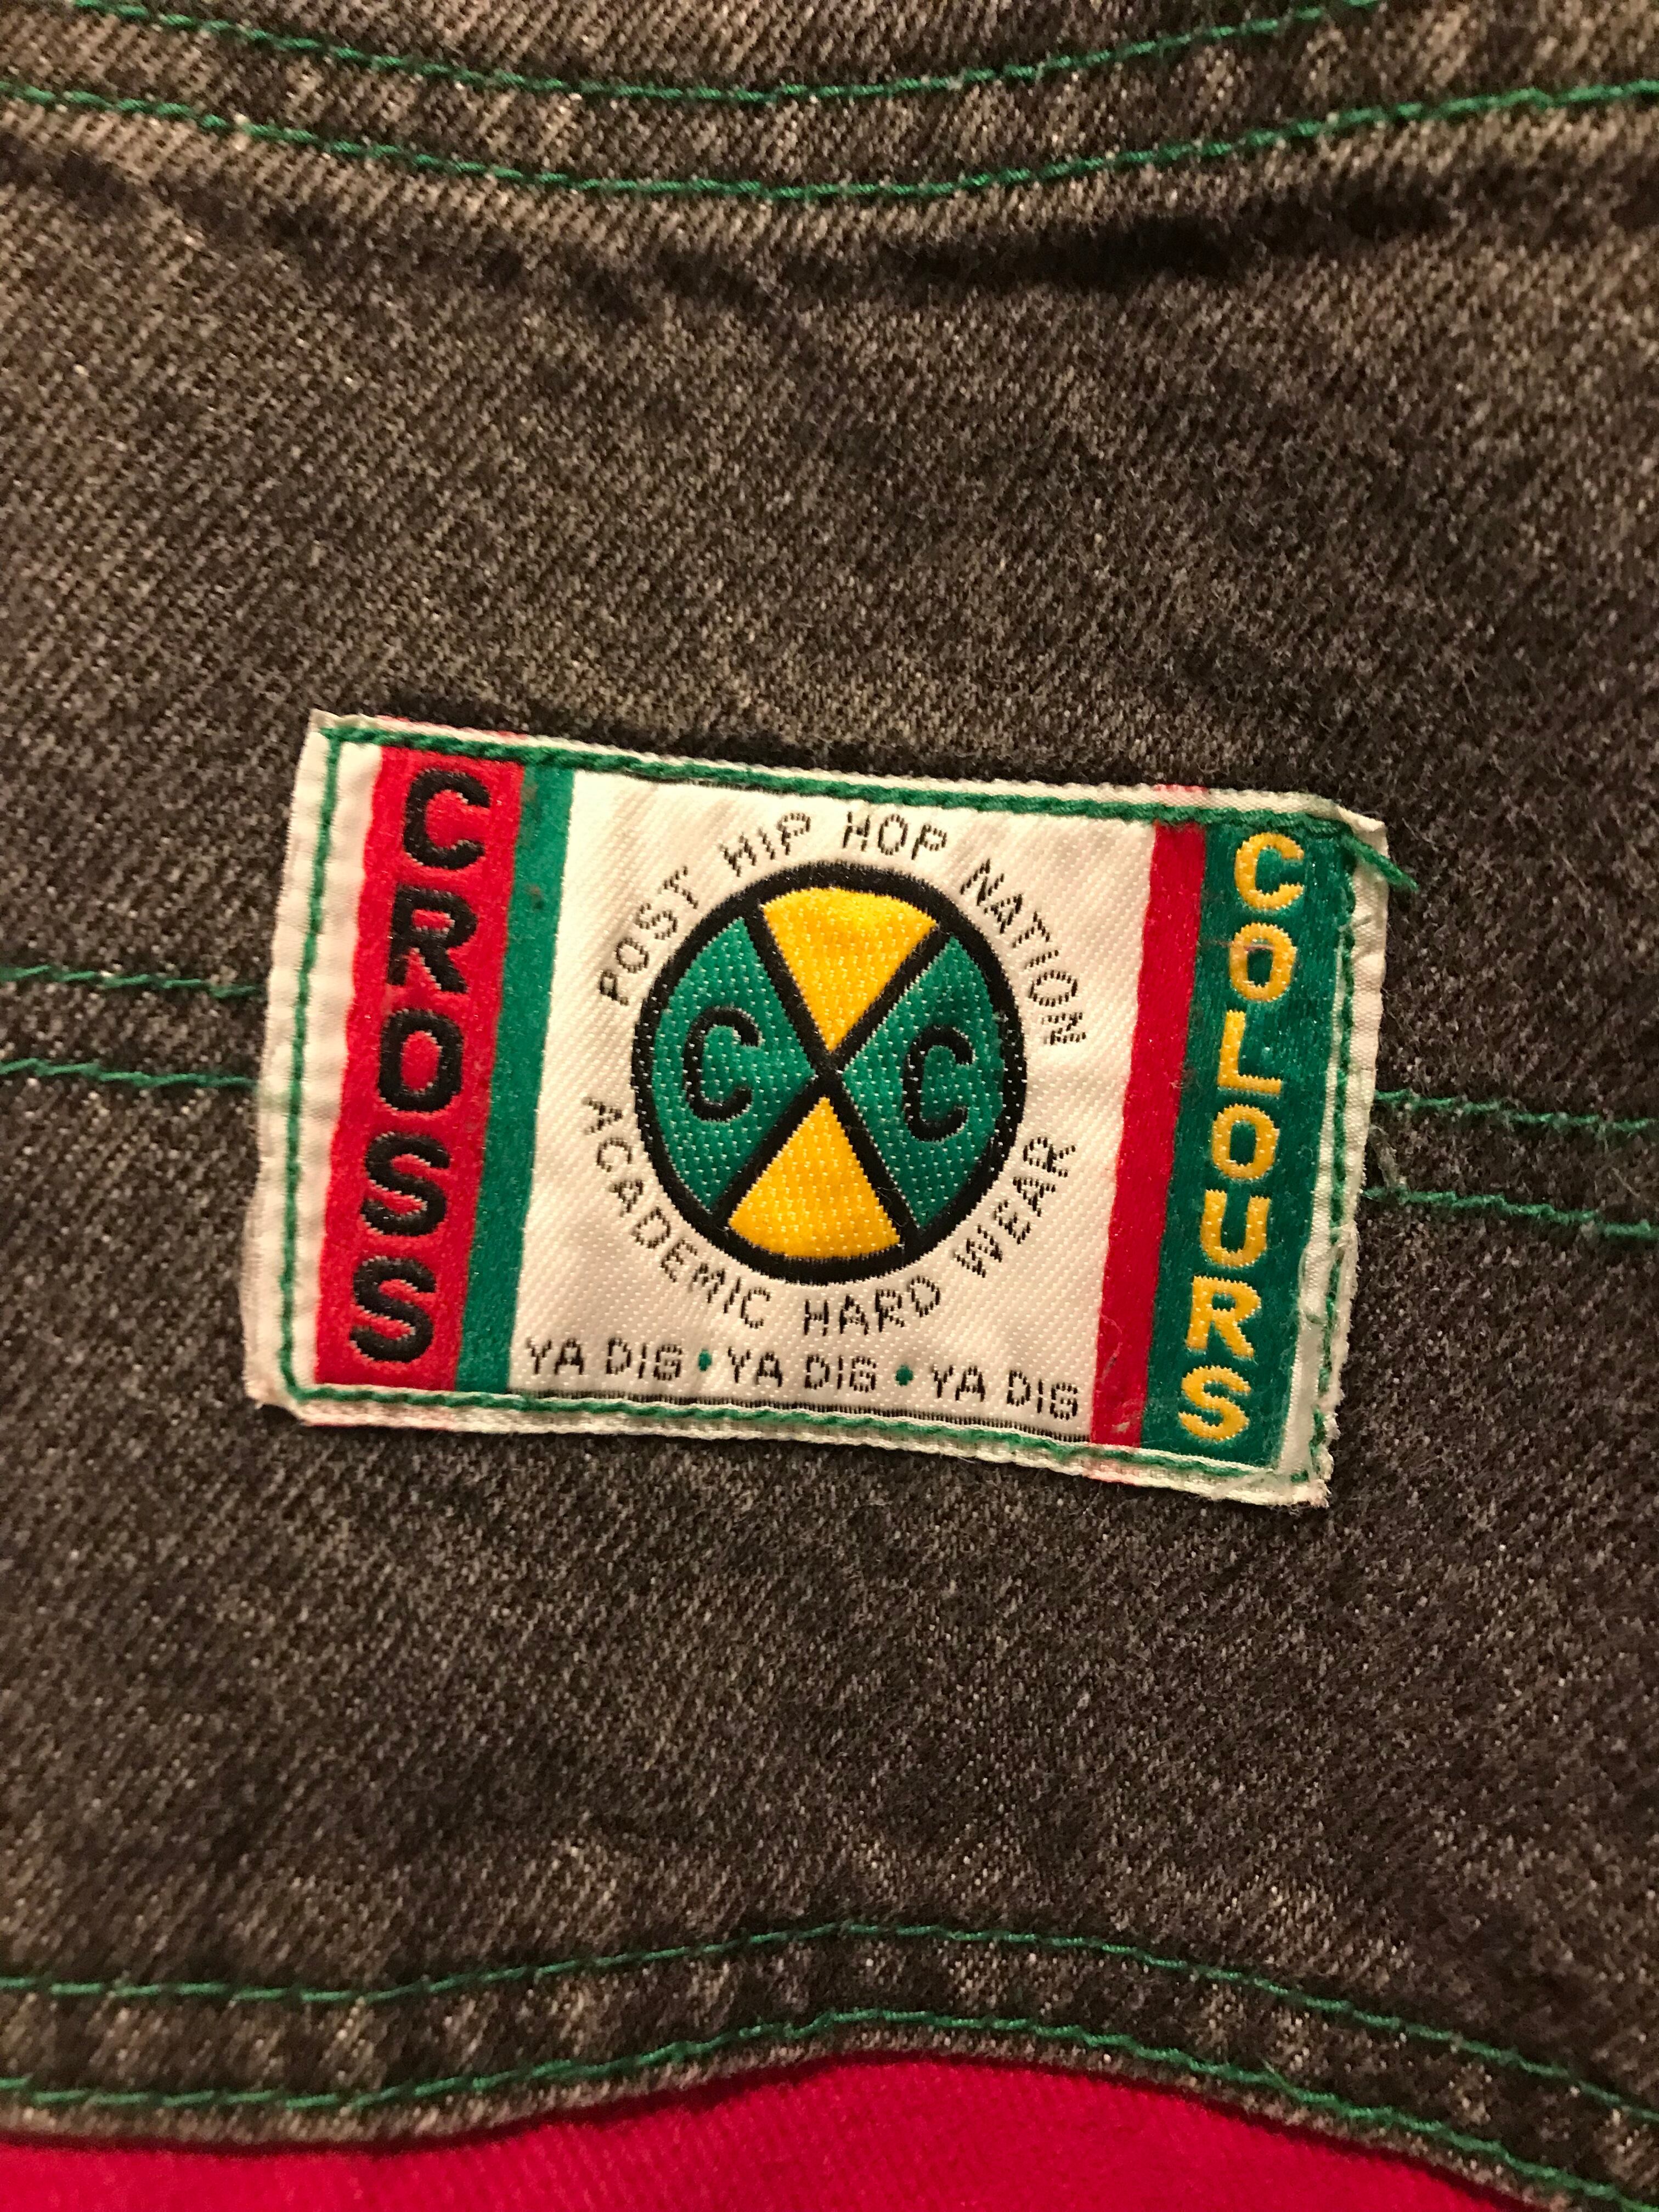 CROSS
POST HIP HOP NATION
C C
ACADEMIC HARD WEAR
YA DIG • YA DIG • YA DIG
COLOURS